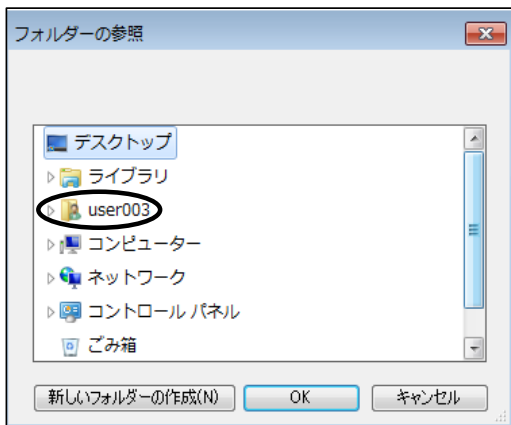 フォルダーの参照
デスクトップ
ライブラリ
user003
コンピューター
ネットワーク
コントロール パネル
ごみ箱
新しいフォルダーの作成(N)　OK　キャンセル